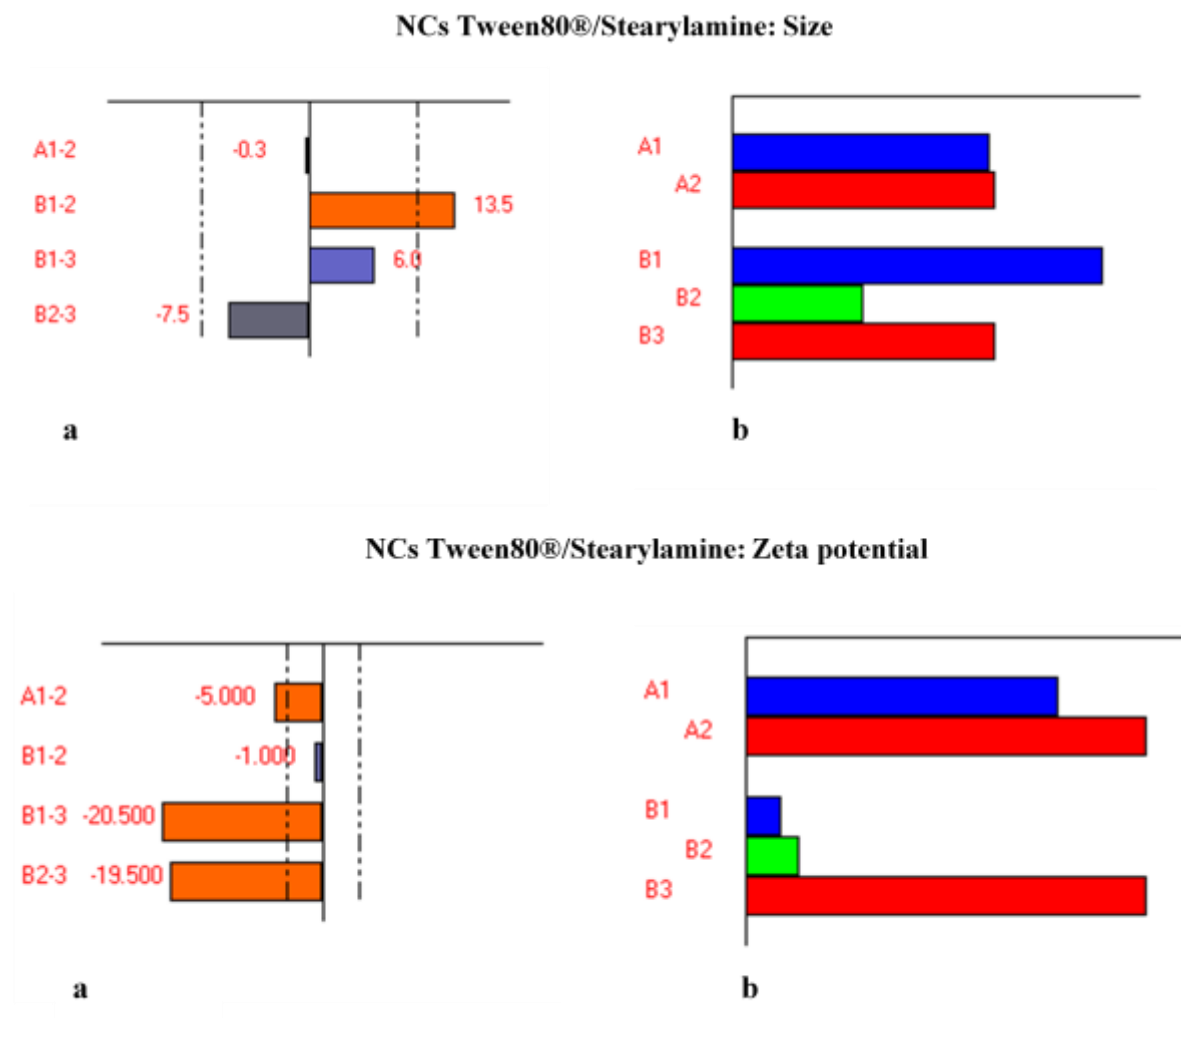 NCs Tween80®/Stearylamine: Size
A1-2 -0.3
B1-2 13.5
B1-3 6.0
B2-3 -7.5
a
A1
A2
B1
B2
B3
b
NCs Tween80®/Stearylamine: Zeta potential
A1-2 -5.000
B1-2 -1.000
B1-3 -20.500
B2-3 -19.500
a
A1
A2
B1
B2
B3
b